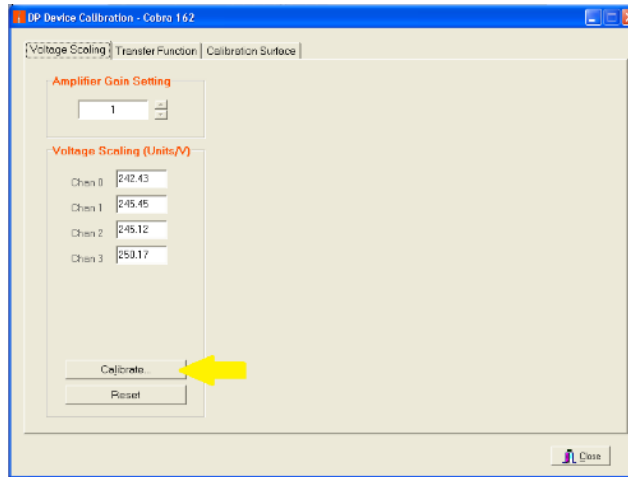 DP Device Calibration - Cobra 162
Voltage Scaling Transfer Function Calibration Surface
Amplifier Gain Setting
1
Voltage Scaling (Units/V)
Chan 0 242.43
Chan 1 245.45
Chan 2 245.12
Chan 3 250.17
Calibrate...
Reset
Close